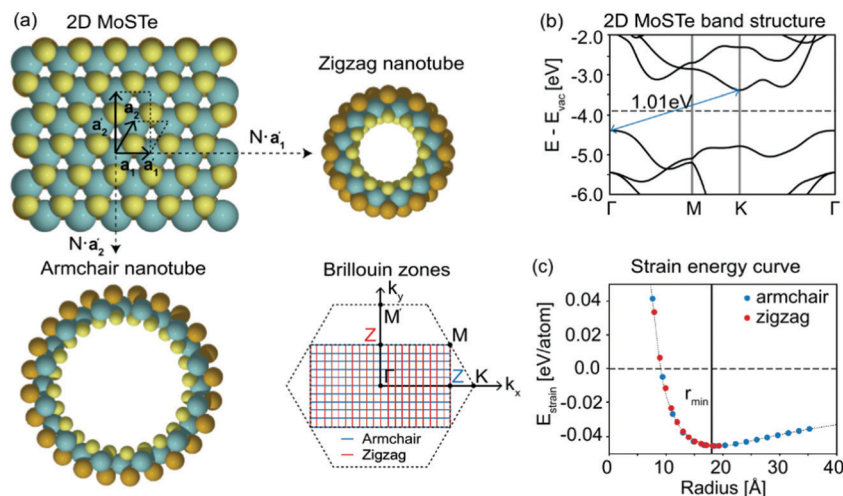 (a)
2D MoSTe
a'₂
a₂
a₁
a'₁
N·a'₁
N·a'₂
Zigzag nanotube
Armchair nanotube
Brillouin zones
k_y
M'
Z
M
Γ
Z
K
k_x
Armchair
Zigzag
(b)
2D MoSTe band structure
E - E_vac [eV]
-2.0
-3.0
-4.0
-5.0
-6.0
1.01eV
Γ
M
K
Γ
(c)
Strain energy curve
E_strain [eV/atom]
0.04
0.02
0.0
-0.02
-0.04
armchair
zigzag
r_min
0
10
20
30
40
Radius [Å]